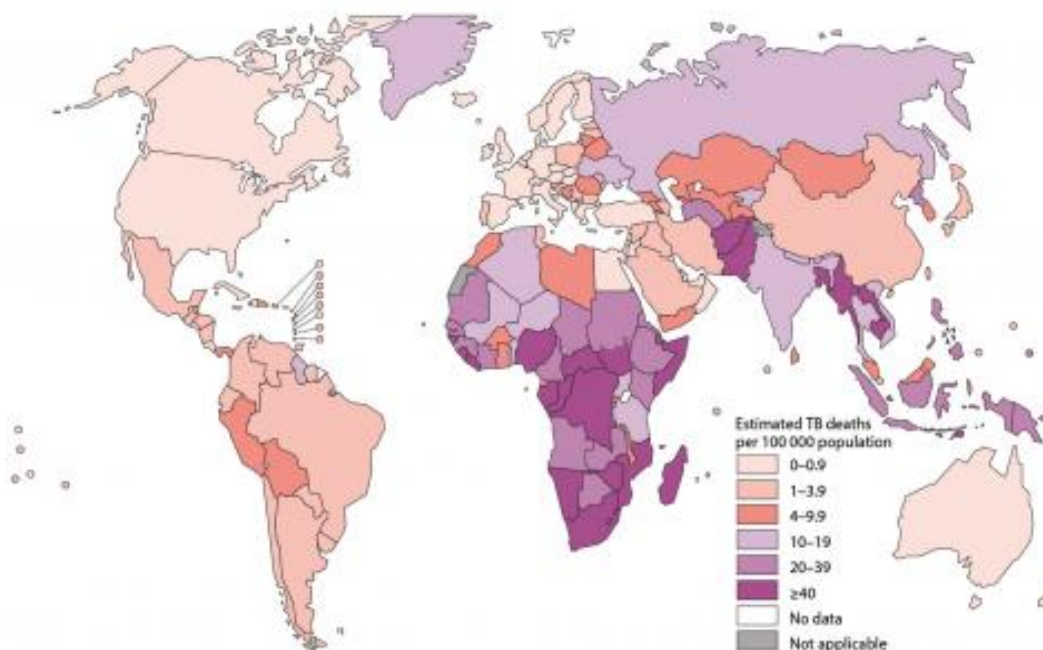 Estimated TB deaths
per 100 000 population
0–0.9
1–3.9
4–9.9
10–19
20–39
≥40
No data
Not applicable